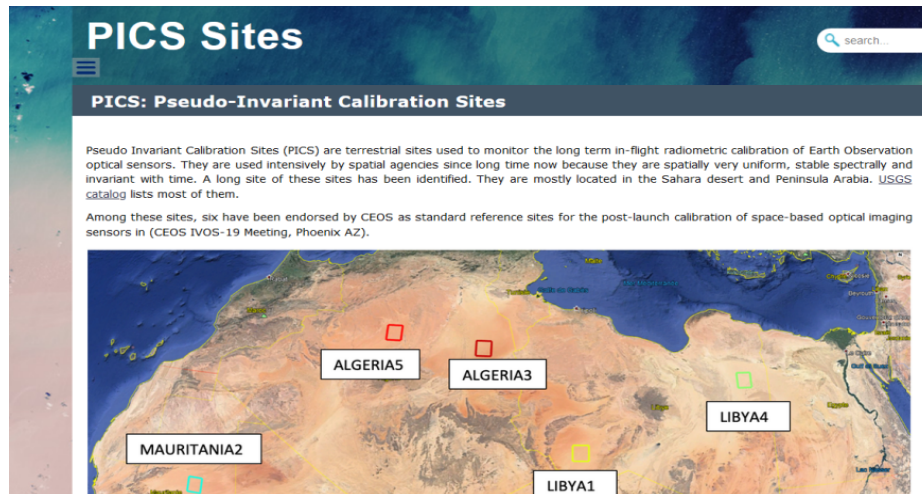 PICS Sites
search...
PICS: Pseudo-Invariant Calibration Sites
Pseudo Invariant Calibration Sites (PICS) are terrestrial sites used to monitor the long term in-flight radiometric calibration of Earth Observation
optical sensors. They are used intensively by spatial agencies since long time now because they are spatially very uniform, stable spectrally and
invariant with time. A long site of these sites has been identified. They are mostly located in the Sahara desert and Peninsula Arabia. USGS
catalog lists most of them.
Among these sites, six have been endorsed by CEOS as standard reference sites for the post-launch calibration of space-based optical imaging
sensors in (CEOS IVOS-19 Meeting, Phoenix AZ).
ALGERIA5
ALGERIA3
LIBYA4
MAURITANIA2
LIBYA1